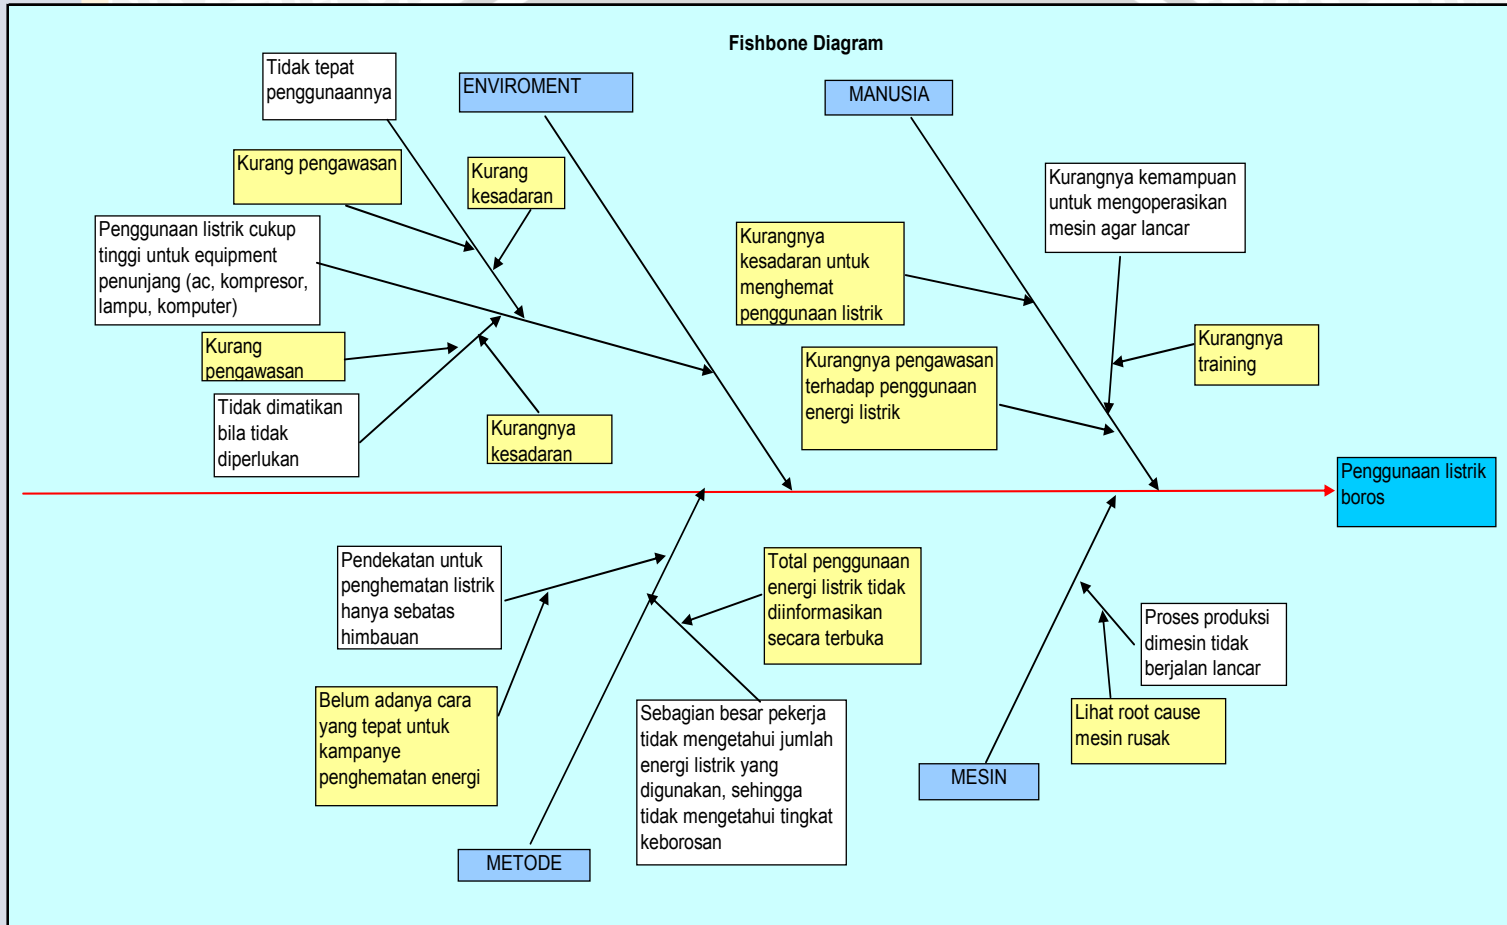 Fishbone Diagram
Tidak tepat
penggunaannya
ENVIROMENT
MANUSIA
Kurang pengawasan
Kurang
kesadaran
Kurangnya kemampuan
untuk mengoperasikan
mesin agar lancar
Penggunaan listrik cukup
tinggi untuk equipment
penunjang (ac, kompresor,
lampu, komputer)
Kurangnya
kesadaran untuk
menghemat
penggunaan listrik
Kurang
pengawasan
Kurangnya pengawasan
terhadap penggunaan
energi listrik
Kurangnya
training
Tidak dimatikan
bila tidak
diperlukan
Kurangnya
kesadaran
Penggunaan listrik
boros
Pendekatan untuk
penghematan listrik
hanya sebatas
himbauan
Total penggunaan
energi listrik tidak
diinformasikan
secara terbuka
Proses produksi
dimesin tidak
berjalan lancar
Belum adanya cara
yang tepat untuk
kampanye
penghematan energi
Sebagian besar pekerja
tidak mengetahui jumlah
energi listrik yang
digunakan, sehingga
tidak mengetahui tingkat
keborosan
Lihat root cause
mesin rusak
MESIN
METODE